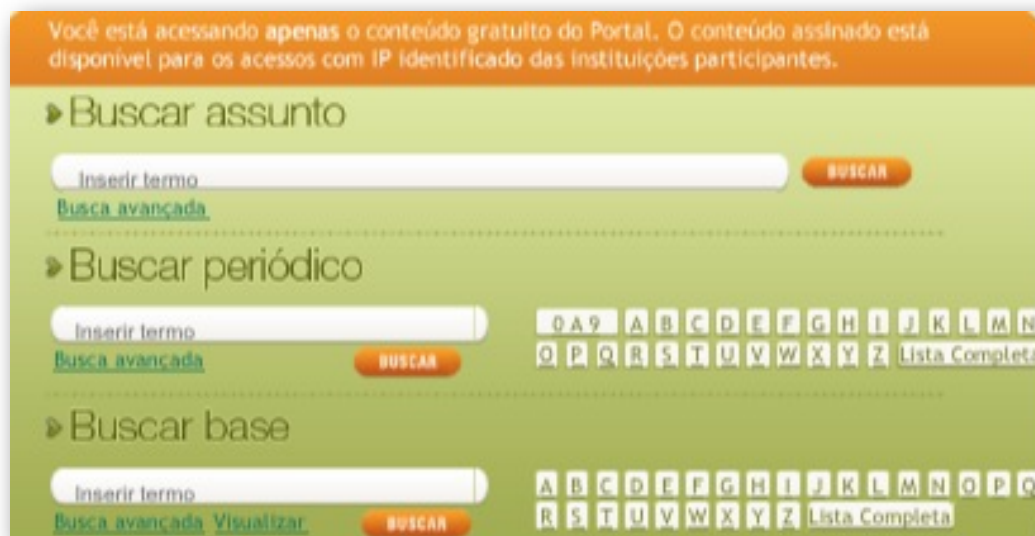 Você está acessando apenas o conteúdo gratuito do Portal. O conteúdo assinado está
disponível para os acessos com IP identificado das instituições participantes.
Buscar assunto
Inserir termo BUSCAR
Busca avançada
Buscar periódico
Inserir termo 0A9 A B C D E F G H I J K L M N
Busca avançada BUSCAR O P Q R S T U V W X Y Z Lista Completa
Buscar base
Inserir termo A B C D E F G H I J K L M N O P Q
Busca avançada Visualizar BUSCAR R S T U V W X Y Z Lista Completa